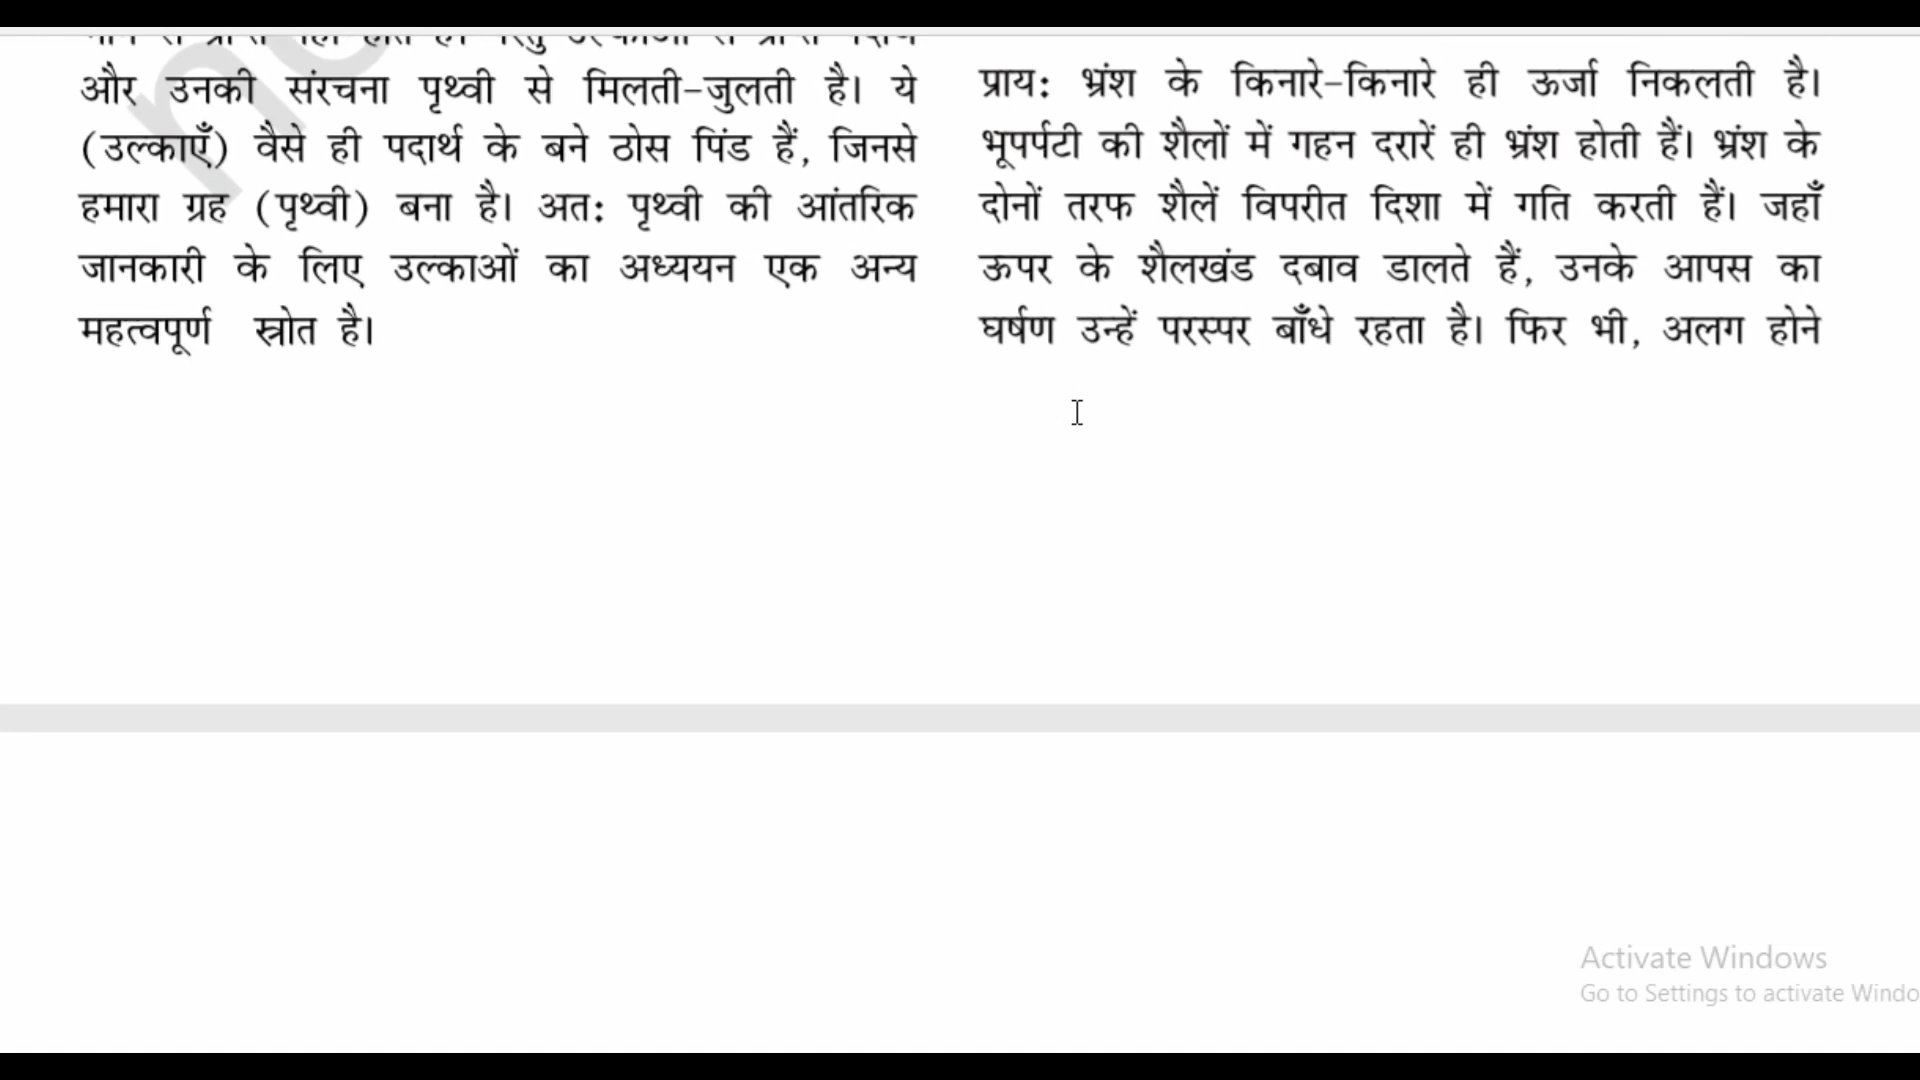 और उनकी संरचना पृथ्वी से मिलती-जुलती है। ये
(उल्काएँ) वैसे ही पदार्थ के बने ठोस पिंड हैं, जिनसे
हमारा ग्रह (पृथ्वी) बना है। अत: पृथ्वी की आंतरिक
जानकारी के लिए उल्काओं का अध्ययन एक अन्य
महत्वपूर्ण स्त्रोत है।
प्राय: भ्रंश के किनारे-किनारे ही ऊर्जा निकलती है।
भूपर्पटी की शैलों में गहन दरारें ही भ्रंश होती हैं। भ्रंश के
दोनों तरफ शैलें विपरीत दिशा में गति करती हैं। जहाँ
ऊपर के शैलखंड दबाव डालते हैं, उनके आपस का
घर्षण उन्हें परस्पर बाँधे रहता है। फिर भी, अलग होने
Activate Windows
Go to Settings to activate Windo